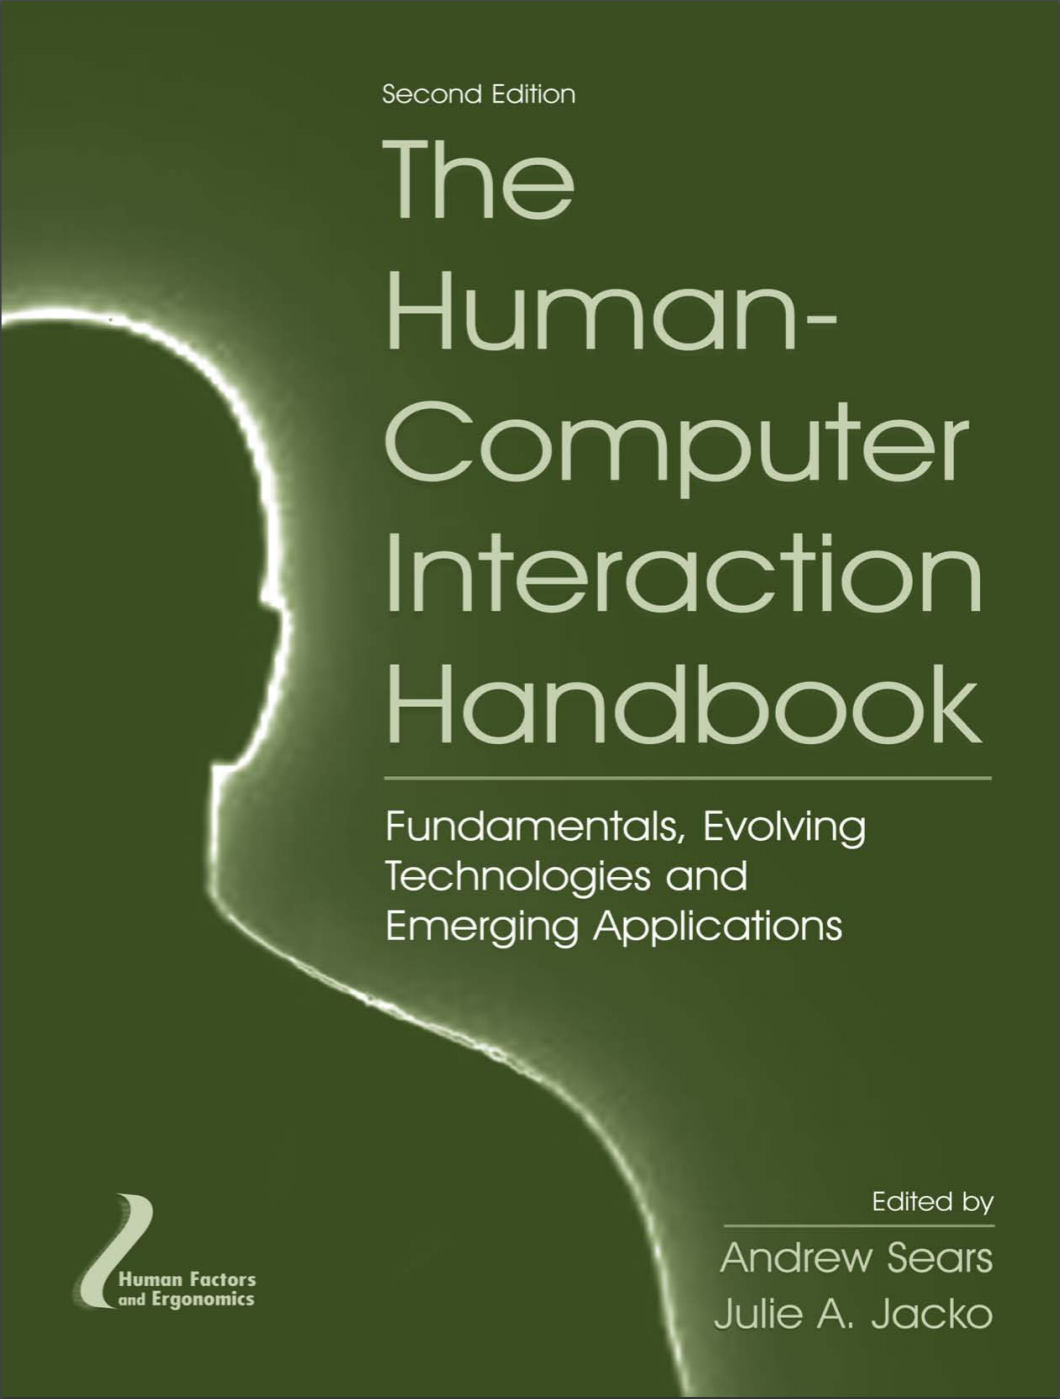 Second Edition
The
Human-
Computer
Interaction
Handbook
Fundamentals, Evolving
Technologies and
Emerging Applications
Edited by
Andrew Sears
Julie A. Jacko
Human Factors
and Ergonomics